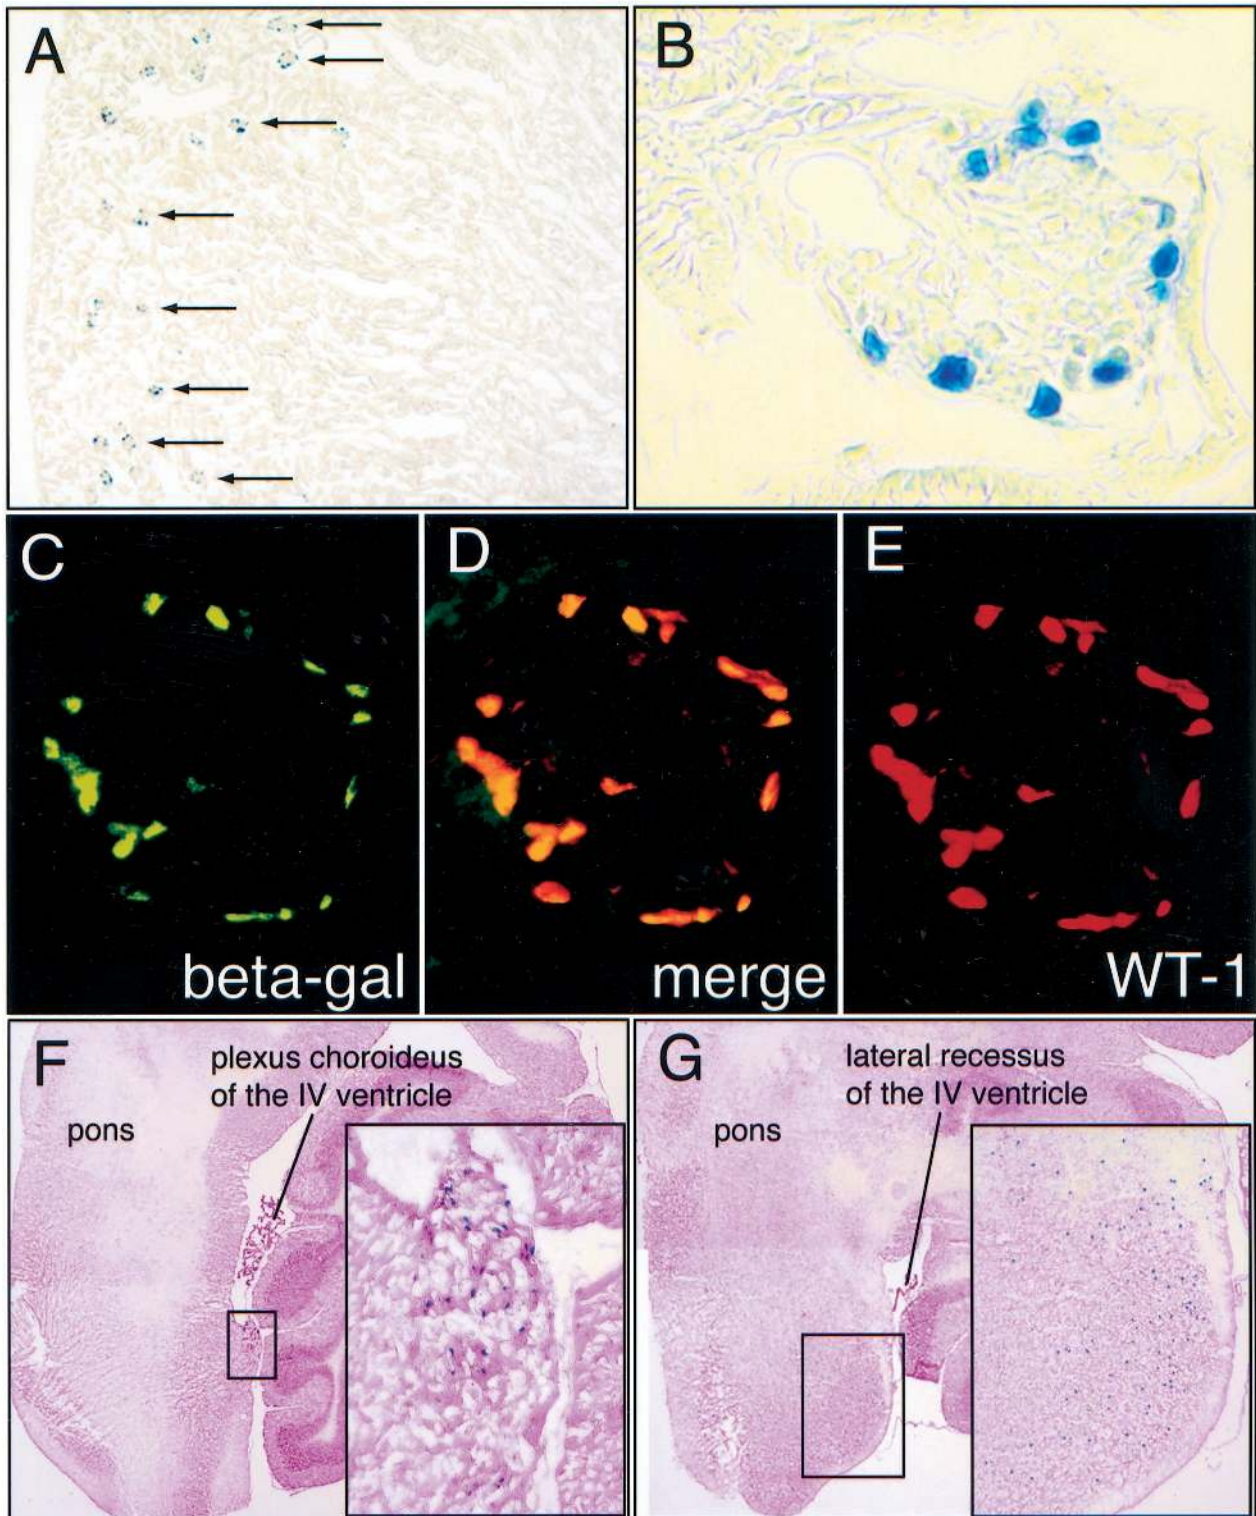 A
B
C
beta-gal
D
merge
E
WT-1
F
plexus choroideus
of the IV ventricle
pons
G
lateral recessus
of the IV ventricle
pons